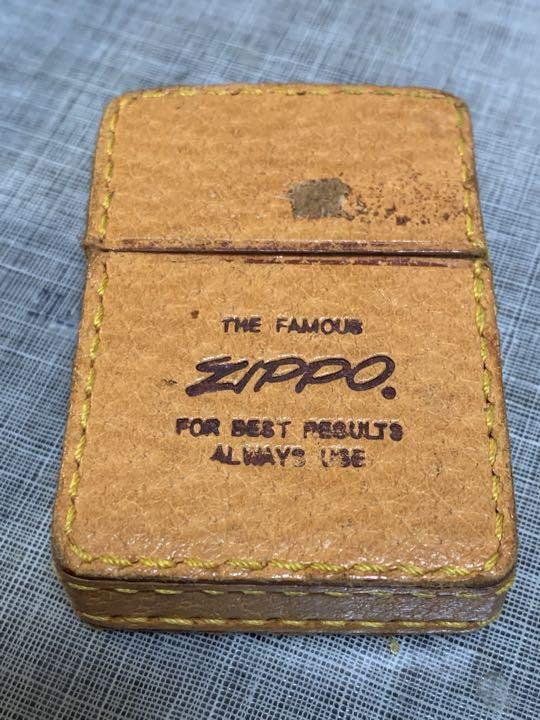 THE FAMOUS
ZIPPO.
FOR BEST RESULTS
ALWAYS USE